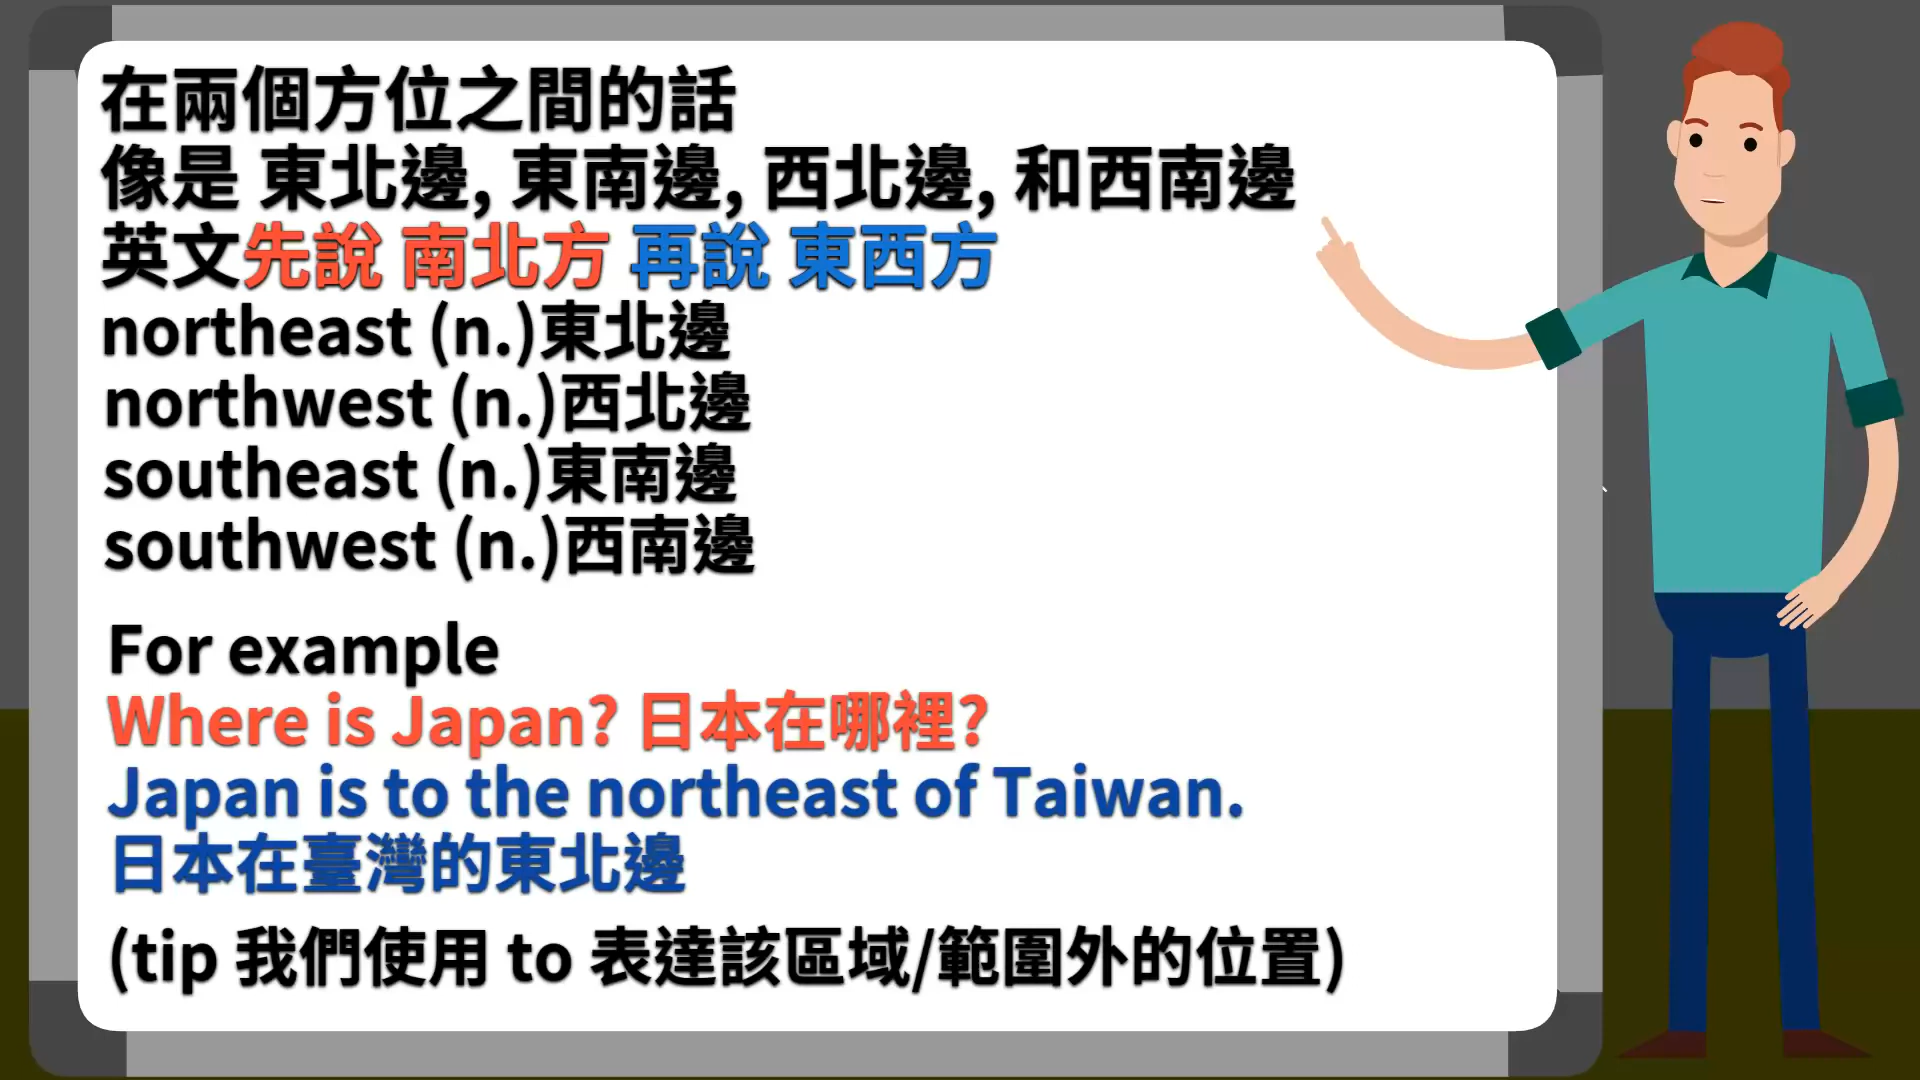 在兩個方位之間的話
像是 東北邊, 東南邊, 西北邊, 和西南邊
英文先說 南北方 再說 東西方
northeast (n.)東北邊
northwest (n.)西北邊
southeast (n.)東南邊
southwest (n.)西南邊
For example
Where is Japan? 日本在哪裡?
Japan is to the northeast of Taiwan.
日本在臺灣的東北邊
(tip 我們使用 to 表達該區域/範圍外的位置)